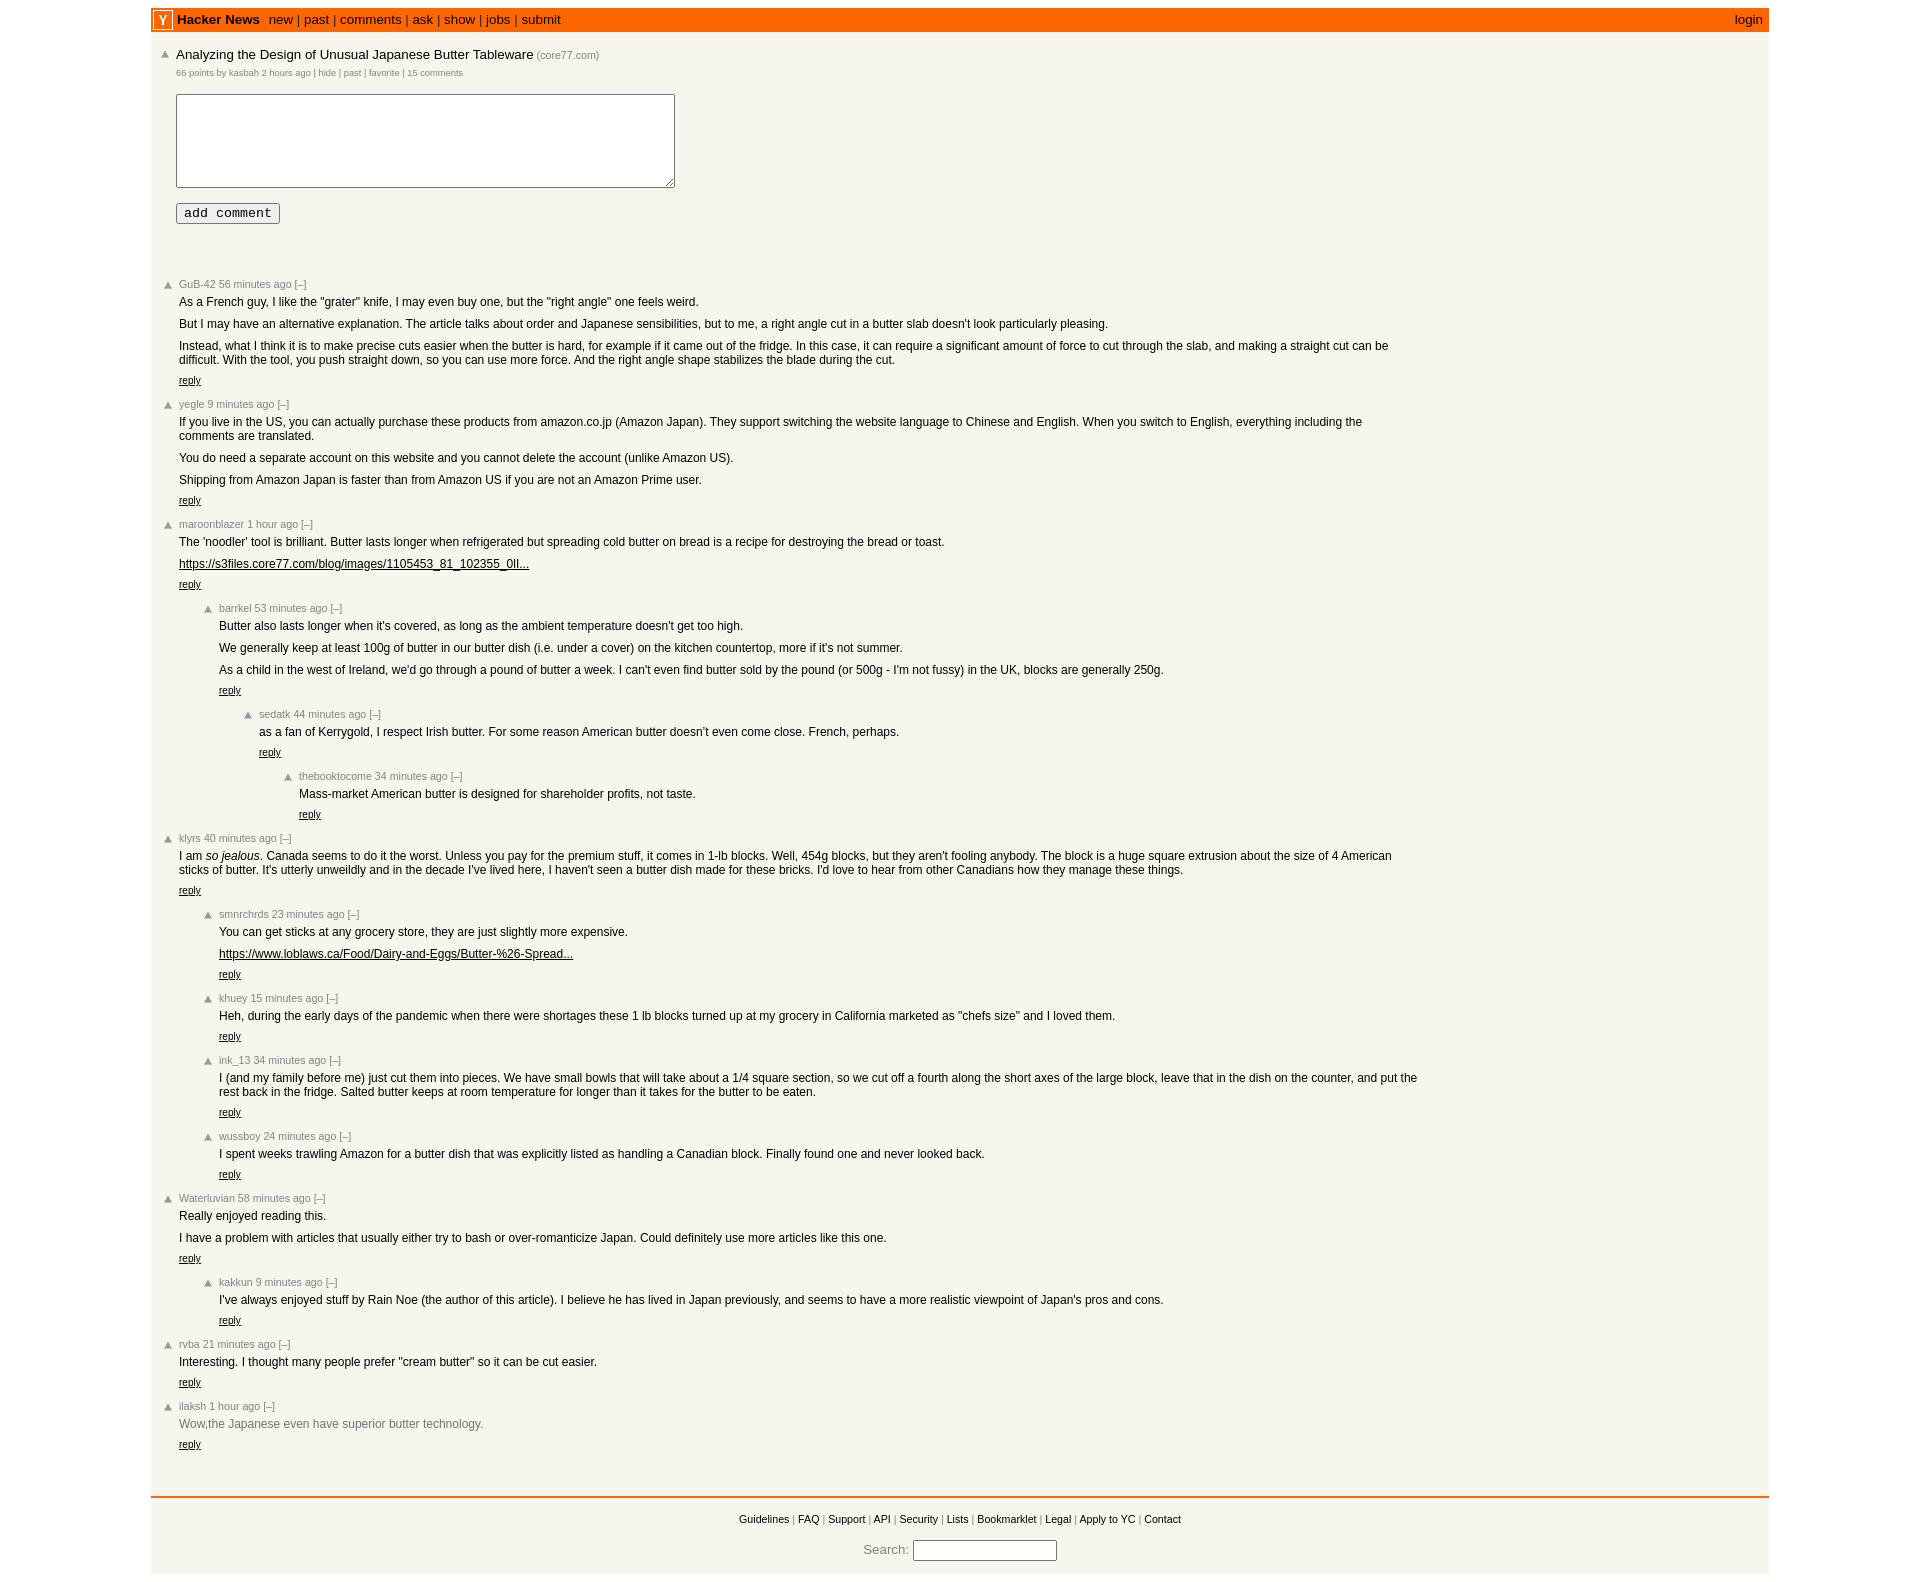 Y Hacker News new | past | comments | ask | show | jobs | submit login
Analyzing the Design of Unusual Japanese Butter Tableware (core77.com)
66 points by kasbah 2 hours ago | hide | past | favorite | 15 comments
add comment
GuB-42 56 minutes ago [–]
As a French guy, I like the "grater" knife, I may even buy one, but the "right angle" one feels weird.
But I may have an alternative explanation. The article talks about order and Japanese sensibilities, but to me, a right angle cut in a butter slab doesn't look particularly pleasing.
Instead, what I think it is to make precise cuts easier when the butter is hard, for example if it came out of the fridge. In this case, it can require a significant amount of force to cut through the slab, and making a straight cut can be
difficult. With the tool, you push straight down, so you can use more force. And the right angle shape stabilizes the blade during the cut.
reply
yegle 9 minutes ago [–]
If you live in the US, you can actually purchase these products from amazon.co.jp (Amazon Japan). They support switching the website language to Chinese and English. When you switch to English, everything including the
comments are translated.
You do need a separate account on this website and you cannot delete the account (unlike Amazon US).
Shipping from Amazon Japan is faster than from Amazon US if you are not an Amazon Prime user.
reply
maroonblazer 1 hour ago [–]
The 'noodler' tool is brilliant. Butter lasts longer when refrigerated but spreading cold butter on bread is a recipe for destroying the bread or toast.
https://s3files.core77.com/blog/images/1105453_81_102355_0Il...
reply
barrkel 53 minutes ago [–]
Butter also lasts longer when it's covered, as long as the ambient temperature doesn't get too high.
We generally keep at least 100g of butter in our butter dish (i.e. under a cover) on the kitchen countertop, more if it's not summer.
As a child in the west of Ireland, we'd go through a pound of butter a week. I can't even find butter sold by the pound (or 500g - I'm not fussy) in the UK, blocks are generally 250g.
reply
sedatk 44 minutes ago [–]
as a fan of Kerrygold, I respect Irish butter. For some reason American butter doesn't even come close. French, perhaps.
reply
thebooktocome 34 minutes ago [–]
Mass-market American butter is designed for shareholder profits, not taste.
reply
klyrs 40 minutes ago [–]
I am so jealous. Canada seems to do it the worst. Unless you pay for the premium stuff, it comes in 1-lb blocks. Well, 454g blocks, but they aren't fooling anybody. The block is a huge square extrusion about the size of 4 American
sticks of butter. It's utterly unweildly and in the decade I've lived here, I haven't seen a butter dish made for these bricks. I'd love to hear from other Canadians how they manage these things.
reply
smnrchrds 23 minutes ago [–]
You can get sticks at any grocery store, they are just slightly more expensive.
https://www.loblaws.ca/Food/Dairy-and-Eggs/Butter-%26-Spread...
reply
khuey 15 minutes ago [–]
Heh, during the early days of the pandemic when there were shortages these 1 lb blocks turned up at my grocery in California marketed as "chefs size" and I loved them.
reply
ink_13 34 minutes ago [–]
I (and my family before me) just cut them into pieces. We have small bowls that will take about a 1/4 square section, so we cut off a fourth along the short axes of the large block, leave that in the dish on the counter, and put the
rest back in the fridge. Salted butter keeps at room temperature for longer than it takes for the butter to be eaten.
reply
wussboy 24 minutes ago [–]
I spent weeks trawling Amazon for a butter dish that was explicitly listed as handling a Canadian block. Finally found one and never looked back.
reply
Waterluvian 58 minutes ago [–]
Really enjoyed reading this.
I have a problem with articles that usually either try to bash or over-romanticize Japan. Could definitely use more articles like this one.
reply
kakkun 9 minutes ago [–]
I've always enjoyed stuff by Rain Noe (the author of this article). I believe he has lived in Japan previously, and seems to have a more realistic viewpoint of Japan's pros and cons.
reply
rvba 21 minutes ago [–]
Interesting. I thought many people prefer "cream butter" so it can be cut easier.
reply
ilaksh 1 hour ago [–]
Wow,the Japanese even have superior butter technology.
reply
Guidelines | FAQ | Support | API | Security | Lists | Bookmarklet | Legal | Apply to YC | Contact
Search: